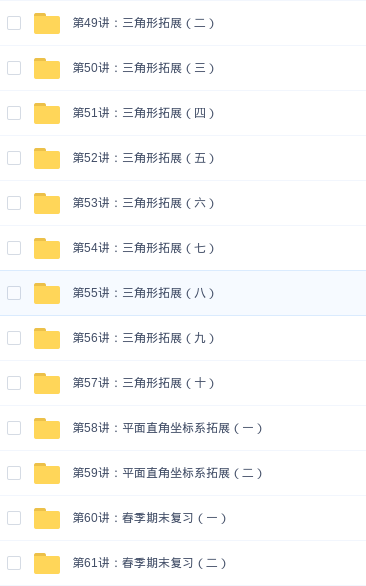 第49讲：三角形拓展（二）
第50讲：三角形拓展（三）
第51讲：三角形拓展（四）
第52讲：三角形拓展（五）
第53讲：三角形拓展（六）
第54讲：三角形拓展（七）
第55讲：三角形拓展（八）
第56讲：三角形拓展（九）
第57讲：三角形拓展（十）
第58讲：平面直角坐标系拓展（一）
第59讲：平面直角坐标系拓展（二）
第60讲：春季期末复习（一）
第61讲：春季期末复习（二）